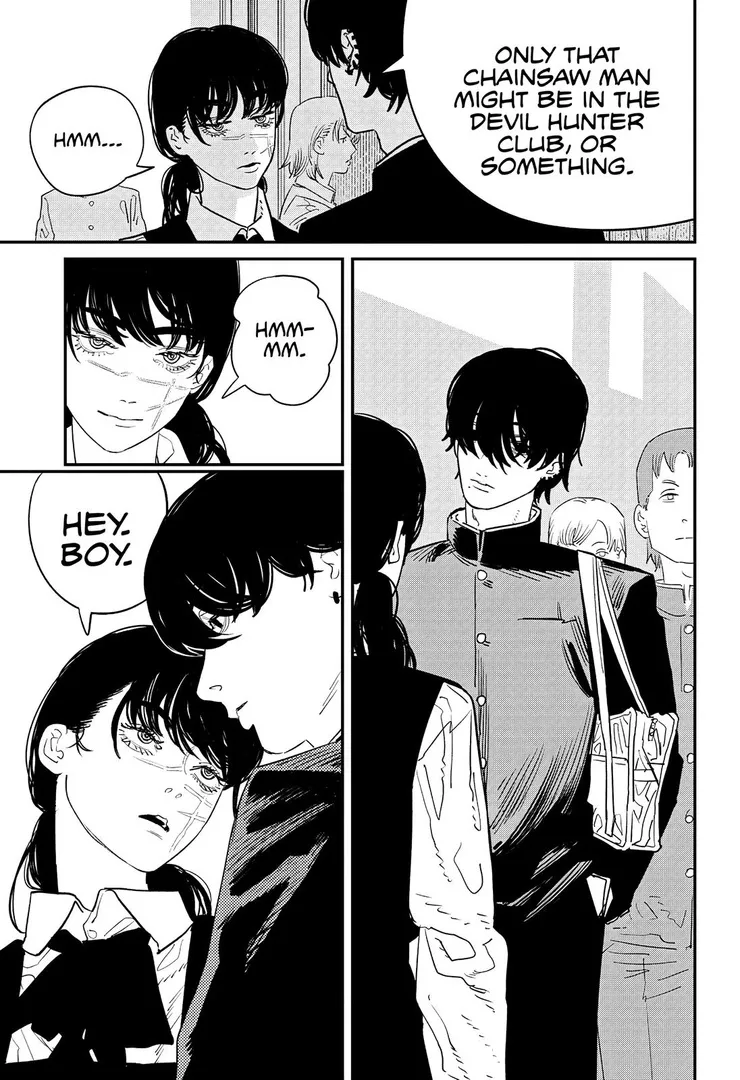 ONLY THAT
CHAINSAW MAN
MIGHT BE IN THE
DEVIL HUNTER
CLUB, OR
SOMETHING.
HMM...
HMM-
MM.
HEY.
BOY.